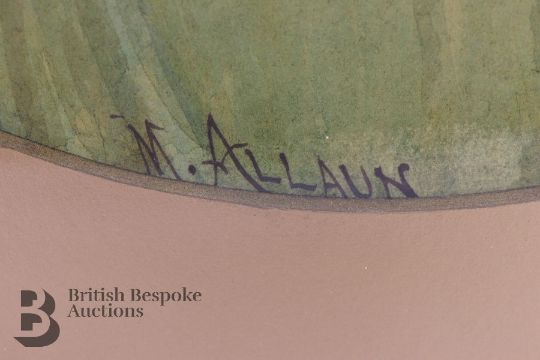 M. ALLAUN
British Bespoke
Auctions